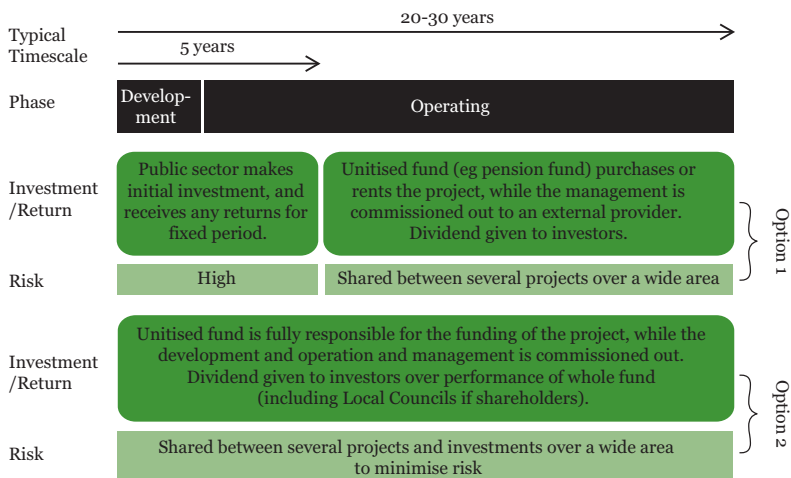 Typical
Timescale
20-30 years
5 years
Phase
Develop-
ment
Operating
Investment
/Return
Public sector makes
initial investment, and
receives any returns for
fixed period.
Unitised fund (eg pension fund) purchases or
rents the project, while the management is
commissioned out to an external provider.
Dividend given to investors.
Risk
High
Shared between several projects over a wide area
Option 1
Investment
/Return
Unitised fund is fully responsible for the funding of the project, while the
development and operation and management is commissioned out.
Dividend given to investors over performance of whole fund
(including Local Councils if shareholders).
Risk
Shared between several projects and investments over a wide area
to minimise risk
Option 2